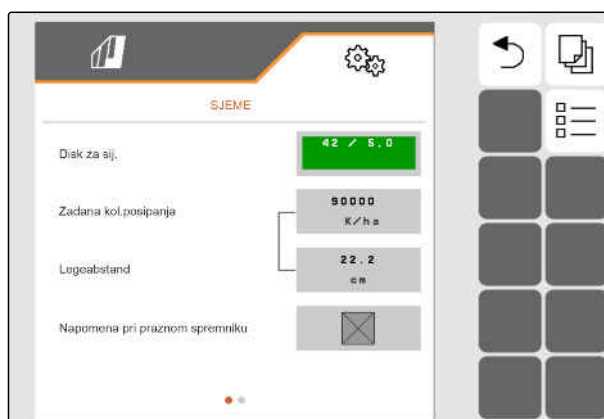 SJEME
Disk za sij.
42 / 5,0
Zadana kol.posipanja
90000
K/ha
Legeabstand
22.2
cm
Napomena pri praznom spremniku